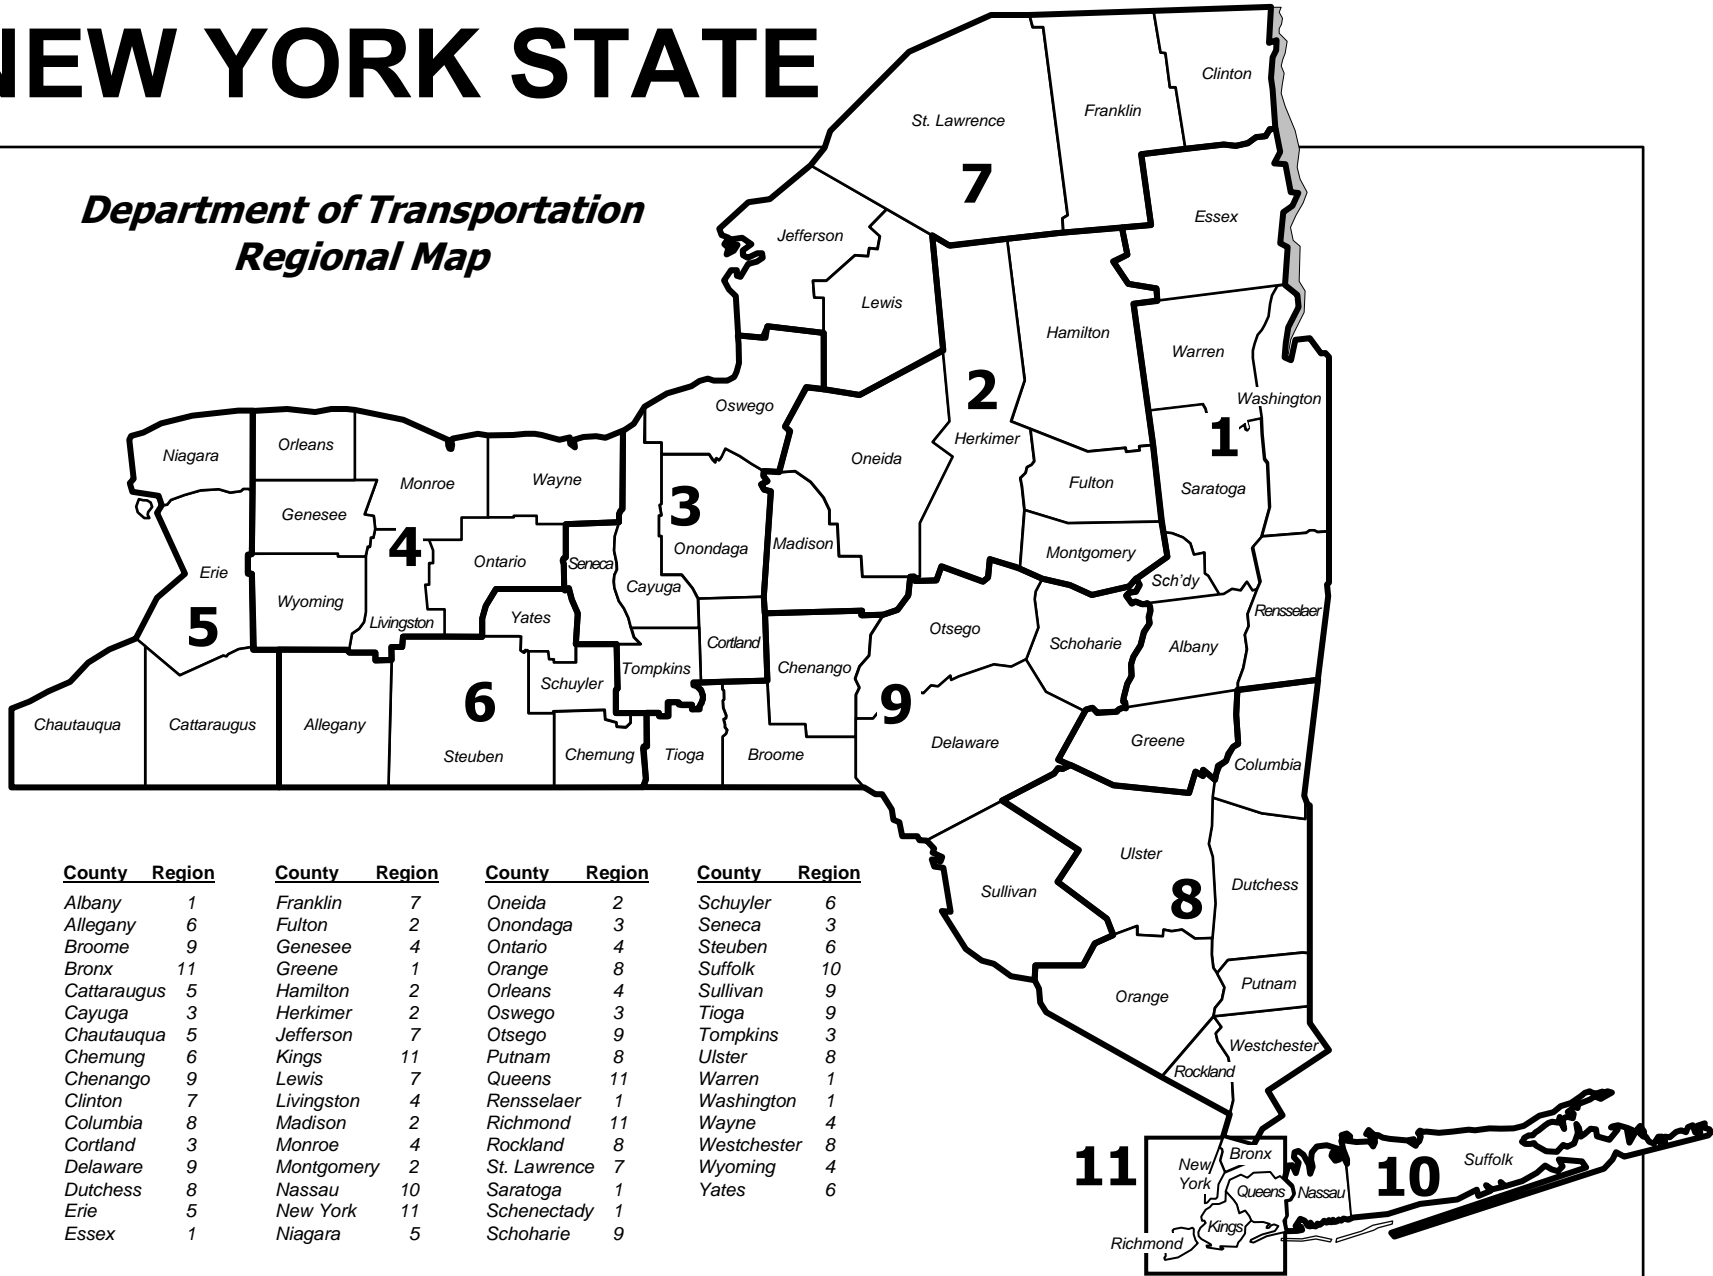 NEW YORK STATE
Department of Transportation
Regional Map
Clinton
Franklin
St. Lawrence
7
Essex
Jefferson
Lewis
Hamilton
Warren
Washington
2
1
Oswego
Herkimer
Oneida
Niagara
Orleans
Monroe
Wayne
Fulton
Saratoga
3
Genesee
4
Onondaga
Madison
Montgomery
Ontario
Seneca
Erie
Sch'dy
Cayuga
Wyoming
Livingston
Yates
5
Otsego
Rensselaer
Schoharie
Albany
Cortland
Tompkins
Chenango
Schuyler
6
9
Chautauqua
Cattaraugus
Allegany
Steuben
Chemung
Tioga
Broome
Delaware
Greene
Columbia
Ulster
Sullivan
8
Dutchess
Orange
Putnam
Westchester
Rockland
11
Bronx
New
York
Queens
Nassau
10
Suffolk
Kings
Richmond
County Region
Albany 1
Allegany 6
Broome 9
Bronx 11
Cattaraugus 5
Cayuga 3
Chautauqua 5
Chemung 6
Chenango 9
Clinton 7
Columbia 8
Cortland 3
Delaware 9
Dutchess 8
Erie 5
Essex 1
County Region
Franklin 7
Fulton 2
Genesee 4
Greene 1
Hamilton 2
Herkimer 2
Jefferson 7
Kings 11
Lewis 7
Livingston 4
Madison 2
Monroe 4
Montgomery 2
Nassau 10
New York 11
Niagara 5
County Region
Oneida 2
Onondaga 3
Ontario 4
Orange 8
Orleans 4
Oswego 3
Otsego 9
Putnam 8
Queens 11
Rensselaer 1
Richmond 11
Rockland 8
St. Lawrence 7
Saratoga 1
Schenectady 1
Schoharie 9
County Region
Schuyler 6
Seneca 3
Steuben 6
Suffolk 10
Sullivan 9
Tioga 9
Tompkins 3
Ulster 8
Warren 1
Washington 1
Wayne 4
Westchester 8
Wyoming 4
Yates 6